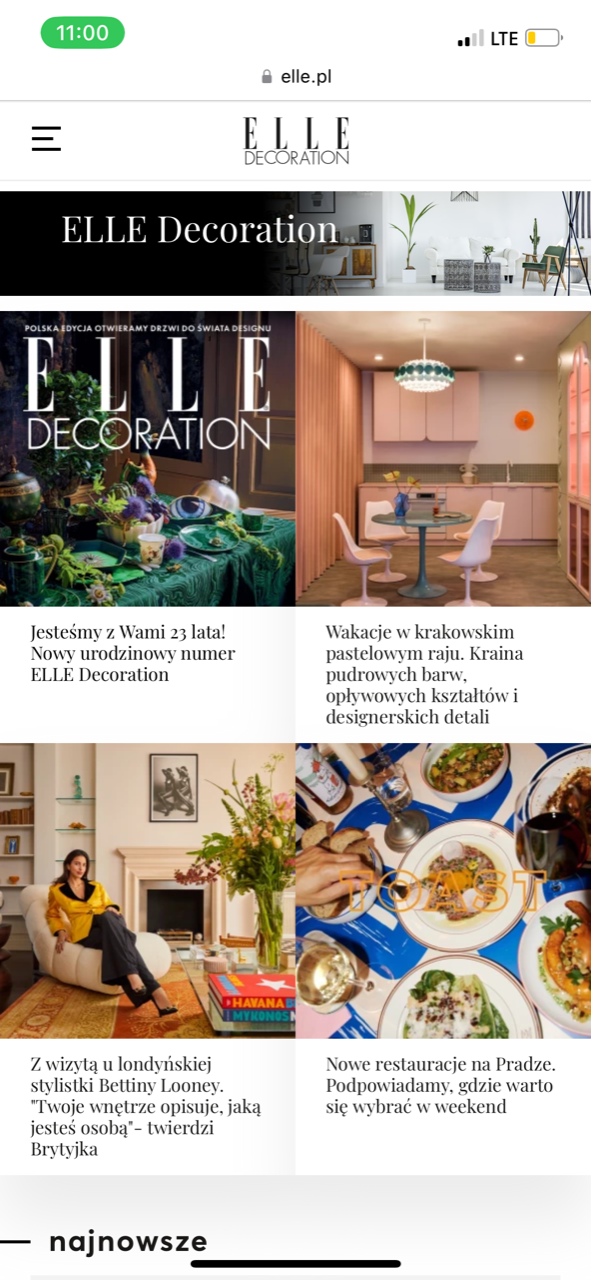 11:00
LTE
elle.pl
ELLE
DECORATION
ELLE Decoration
POLSKA EDYCJA OTWIERAMY DRZWI DO ŚWIATA DESIGNU
ELLE
DECORATION
Jesteśmy z Wami 23 lata!
Nowy urodzinowy numer
ELLE Decoration
Wakacje w krakowskim
pastelowym raju. Kraina
pudrowych barw,
opływowych kształtów i
designerskich detali
HAVANA
MYKONOS
TOAST
Z wizytą u londyńskiej
stylistki Bettiny Looney.
"Twoje wnętrze opisuje, jaką
jesteś osobą"- twierdzi
Brytyjka
Nowe restauracje na Pradze.
Podpowiadamy, gdzie warto
się wybrać w weekend
najnowsze